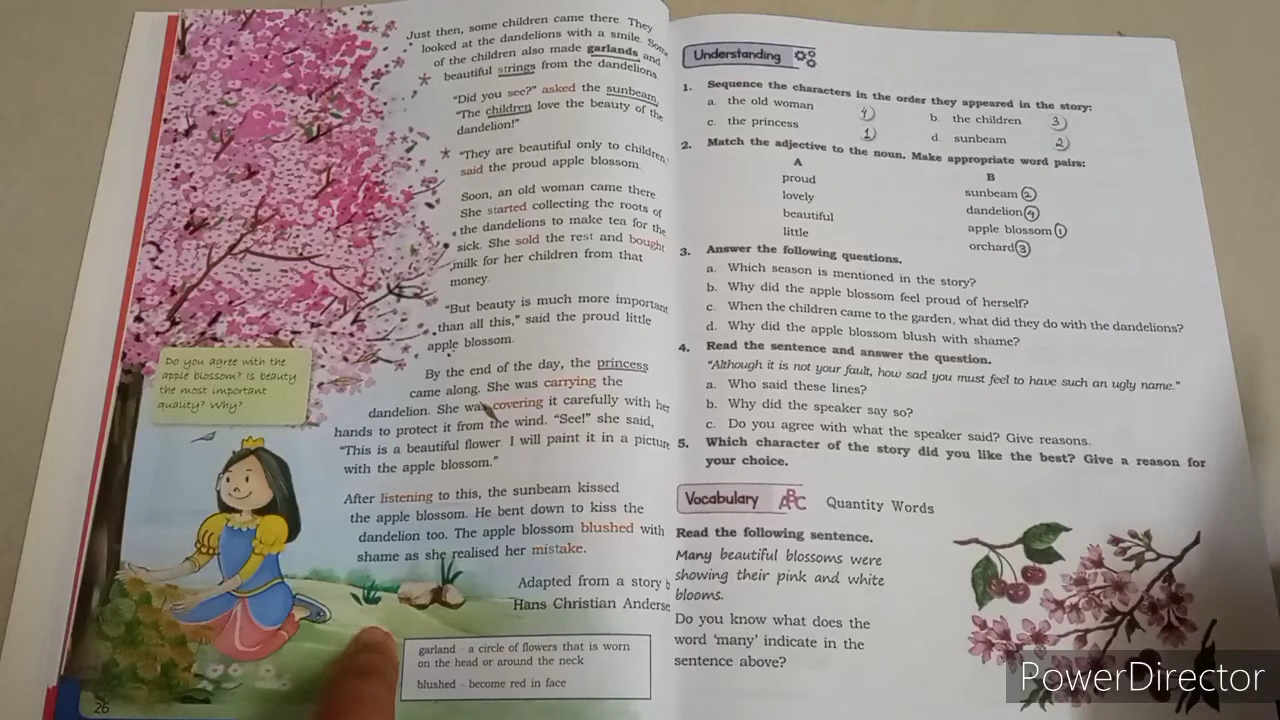 Just then, some children came there. They
looked at the dandelions with a smile. Some
of the children also made garlands and
beautiful strings from the dandelions.
"Did you see?" asked the sunbeam,
"The children love the beauty of the
dandelion!"
"They are beautiful only to children,"
said the proud apple blossom.
Soon, an old woman came there
She started collecting the roots of
the dandelions to make tea for the
sick. She sold the rest and bought
milk for her children from that
money.
"But beauty is much more important
than all this," said the proud little
apple blossom.
By the end of the day, the princess
came along. She was carrying the
dandelion. She was covering it carefully with her
hands to protect it from the wind. "See!" she said,
"This is a beautiful flower. I will paint it in a picture
with the apple blossom."
After listening to this, the sunbeam kissed
the apple blossom. He bent down to kiss the
dandelion too. The apple blossom blushed with
shame as she realised her mistake.
Adapted from a story b
Hans Christian Anderse
Do you agree with the
apple blossom? Is beauty
the most important
quality? Why?
garland - a circle of flowers that is worn
on the head or around the neck
blushed - become red in face
26
Understanding
1. Sequence the characters in the order they appeared in the story:
a. the old woman 4 b. the children 3
c. the princess 1 d. sunbeam 2
2. Match the adjective to the noun. Make appropriate word pairs:
A B
proud sunbeam 2
lovely dandelion 4
beautiful apple blossom 1
little orchard 3
3. Answer the following questions.
a. Which season is mentioned in the story?
b. Why did the apple blossom feel proud of herself?
c. When the children came to the garden, what did they do with the dandelions?
d. Why did the apple blossom blush with shame?
4. Read the sentence and answer the question.
"Although it is not your fault, how sad you must feel to have such an ugly name."
a. Who said these lines?
b. Why did the speaker say so?
c. Do you agree with what the speaker said? Give reasons.
5. Which character of the story did you like the best? Give a reason for
your choice.
Vocabulary ABC Quantity Words
Read the following sentence.
Many beautiful blossoms were
showing their pink and white
blooms.
Do you know what does the
word 'many' indicate in the
sentence above?
PowerDirector